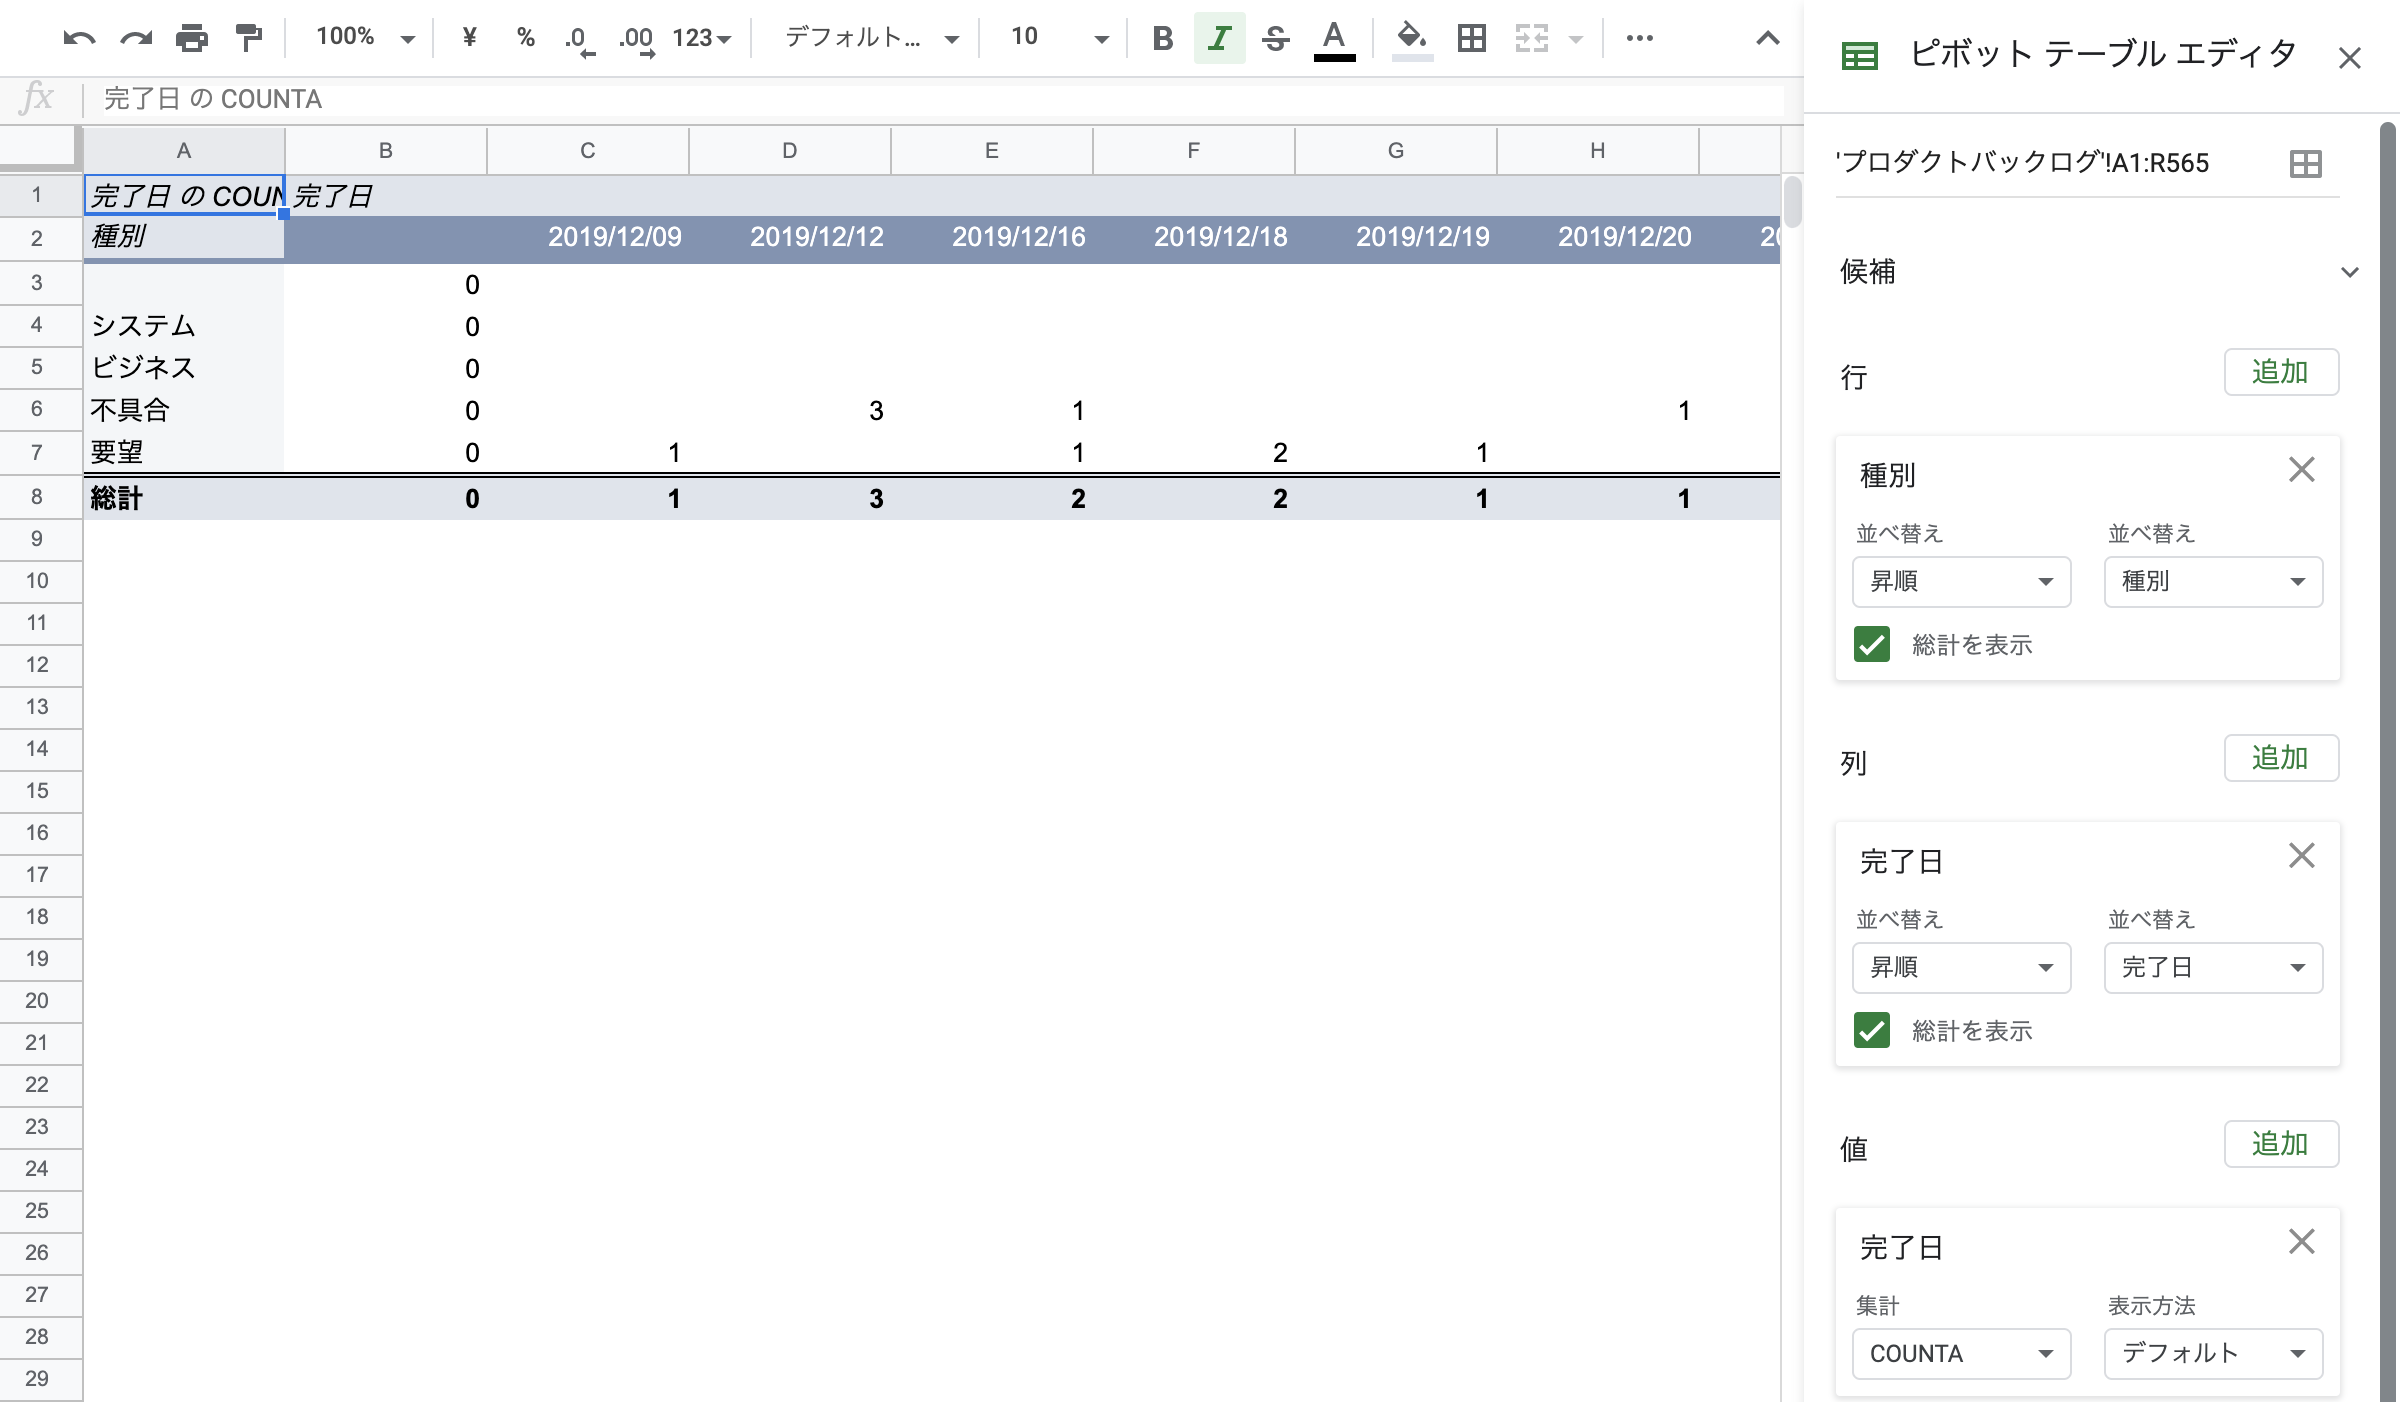 100% ¥ % .0 .00 123 デフォルト... 10 B I S A
ピボット テーブル エディタ
fx 完了日 の COUNTA
A B C D E F G H
'プロダクトバックログ'!A1:R565
1 完了日 の COUN 完了日
2 種別 2019/12/09 2019/12/12 2019/12/16 2019/12/18 2019/12/19 2019/12/20
3 0
4 システム 0
5 ビジネス 0
6 不具合 0 3 1 1
7 要望 0 1 1 2 1
8 総計 0 1 3 2 2 1 1
9
10
11
12
13
14
15
16
17
18
19
20
21
22
23
24
25
26
27
28
29
候補
行 追加
種別
並べ替え 並べ替え
昇順 種別
総計を表示
列 追加
完了日
並べ替え 並べ替え
昇順 完了日
総計を表示
値 追加
完了日
集計 表示方法
COUNTA デフォルト